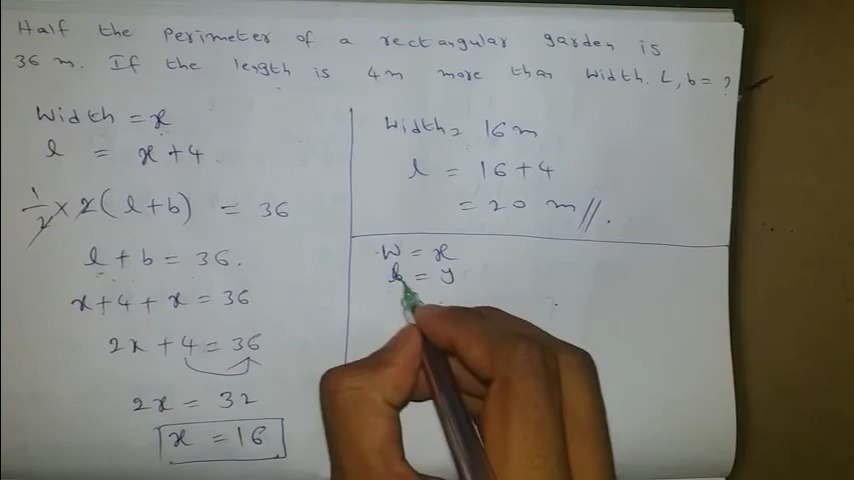 Half the perimeter of a rectangular garden is
36 m. If the length is 4m more than width. L, b = ?
Width = x
l = x + 4
1/2 × 2 (l + b) = 36
l + b = 36.
x + 4 + x = 36
2x + 4 = 36
2x = 32
x = 16
Width = 16 m
l = 16 + 4
= 20 m //.
W = x
= y